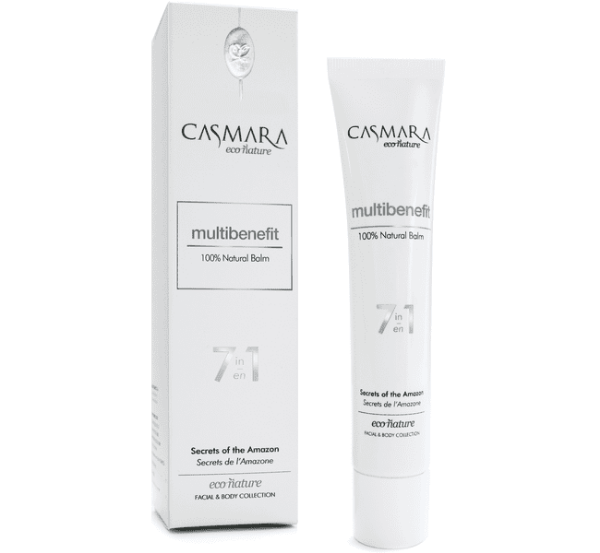 CASMARA
eco nature
multibenefit
100% Natural Balm
7 in en 1
Secrets of the Amazon
Secrets de l'Amazone
eco nature
FACIAL & BODY COLLECTION
CASMARA
eco nature
multibenefit
100% Natural Balm
7 in en 1
Secrets of the Amazon
Secrets de l'Amazone
eco nature
FACIAL & BODY COLLECTION